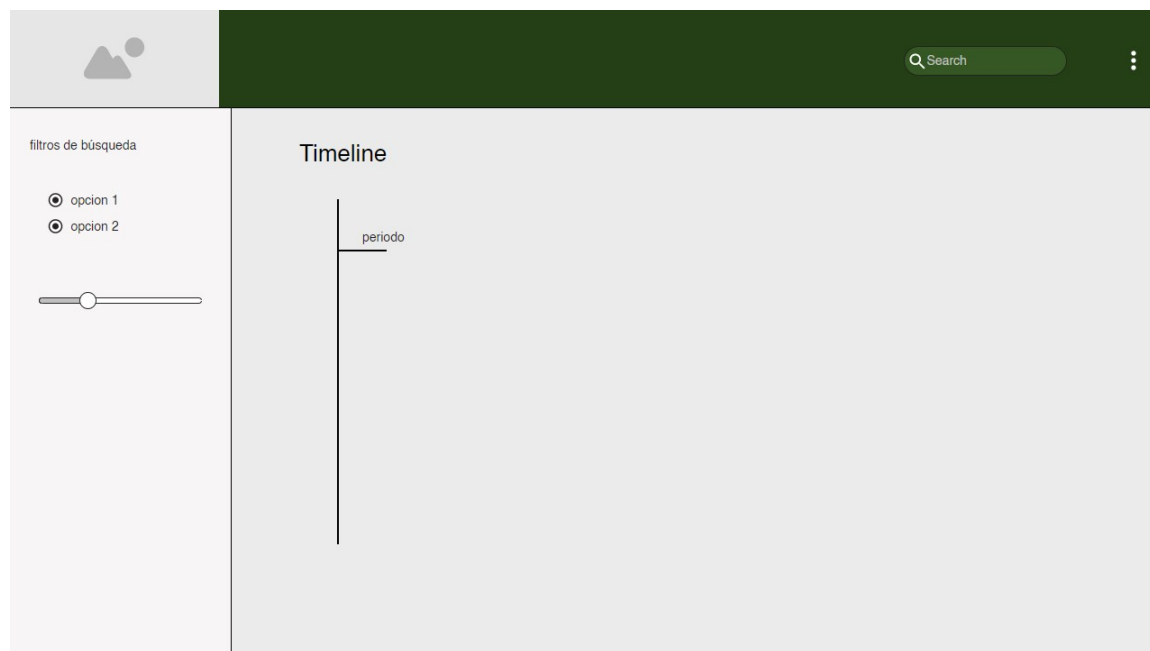 Search
filtros de búsqueda
opcion 1
opcion 2
Timeline
periodo